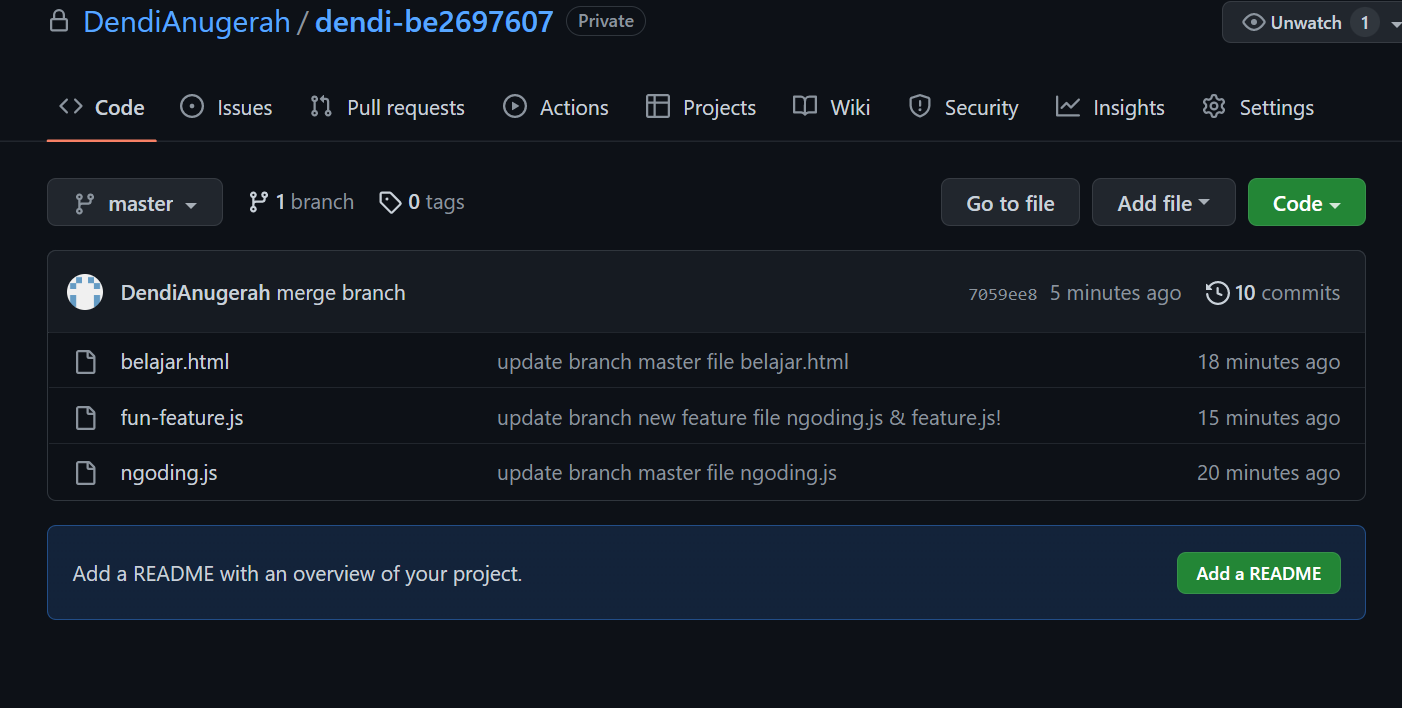 DendiAnugerah / dendi-be2697607 Private Unwatch 1
Code Issues Pull requests Actions Projects Wiki Security Insights Settings
master 1 branch 0 tags Go to file Add file Code
DendiAnugerah merge branch 7059ee8 5 minutes ago 10 commits
belajar.html update branch master file belajar.html 18 minutes ago
fun-feature.js update branch new feature file ngoding.js & feature.js! 15 minutes ago
ngoding.js update branch master file ngoding.js 20 minutes ago
Add a README with an overview of your project. Add a README